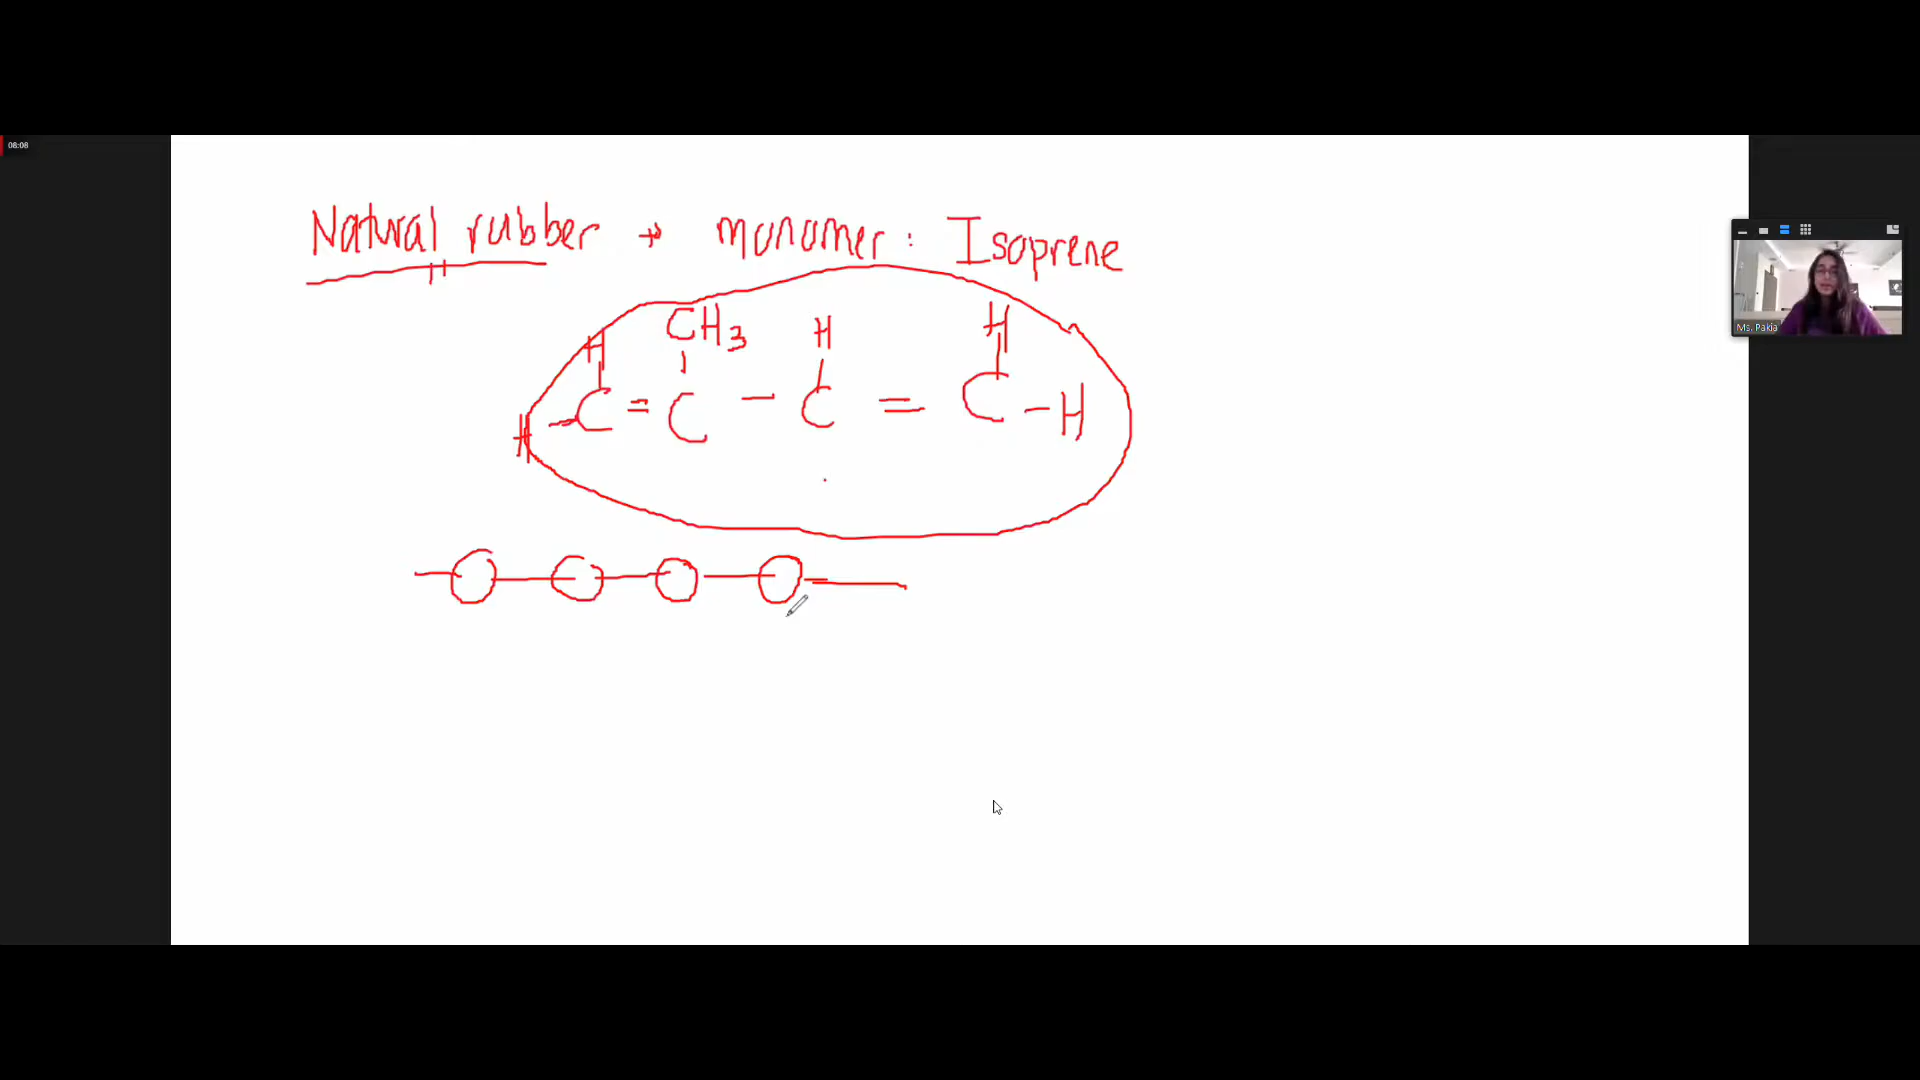 08:08
Natural rubber → monomer : Isoprene
H CH3 H H
H - C = C - C = C - H
Ms. Pakia